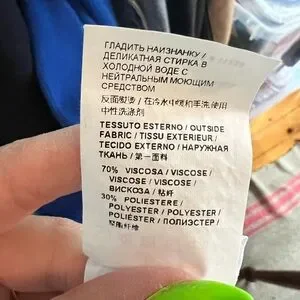 ГЛАДИТЬ НАИЗНАНКУ /
ДЕЛИКАТНАЯ СТИРКА В
ХОЛОДНОЙ ВОДЕ С
НЕЙТРАЛЬНЫМ МОЮЩИМ
СРЕДСТВОМ
反面熨烫 / 在冷水中轻和手洗 使用
中性洗涤剂
TESSUTO ESTERNO / OUTSIDE
FABRIC / TISSU EXTERIEUR /
TECIDO EXTERNO / НАРУЖНАЯ
ТКАНЬ / 第一面料
70% VISCOSA / VISCOSE /
VISCOSE / VISCOSE /
ВИСКОЗА / 粘纤
30% POLIESTERE /
POLYESTER / POLYESTER /
POLIÉSTER / ПОЛИЭСТЕР /
聚酯纤维